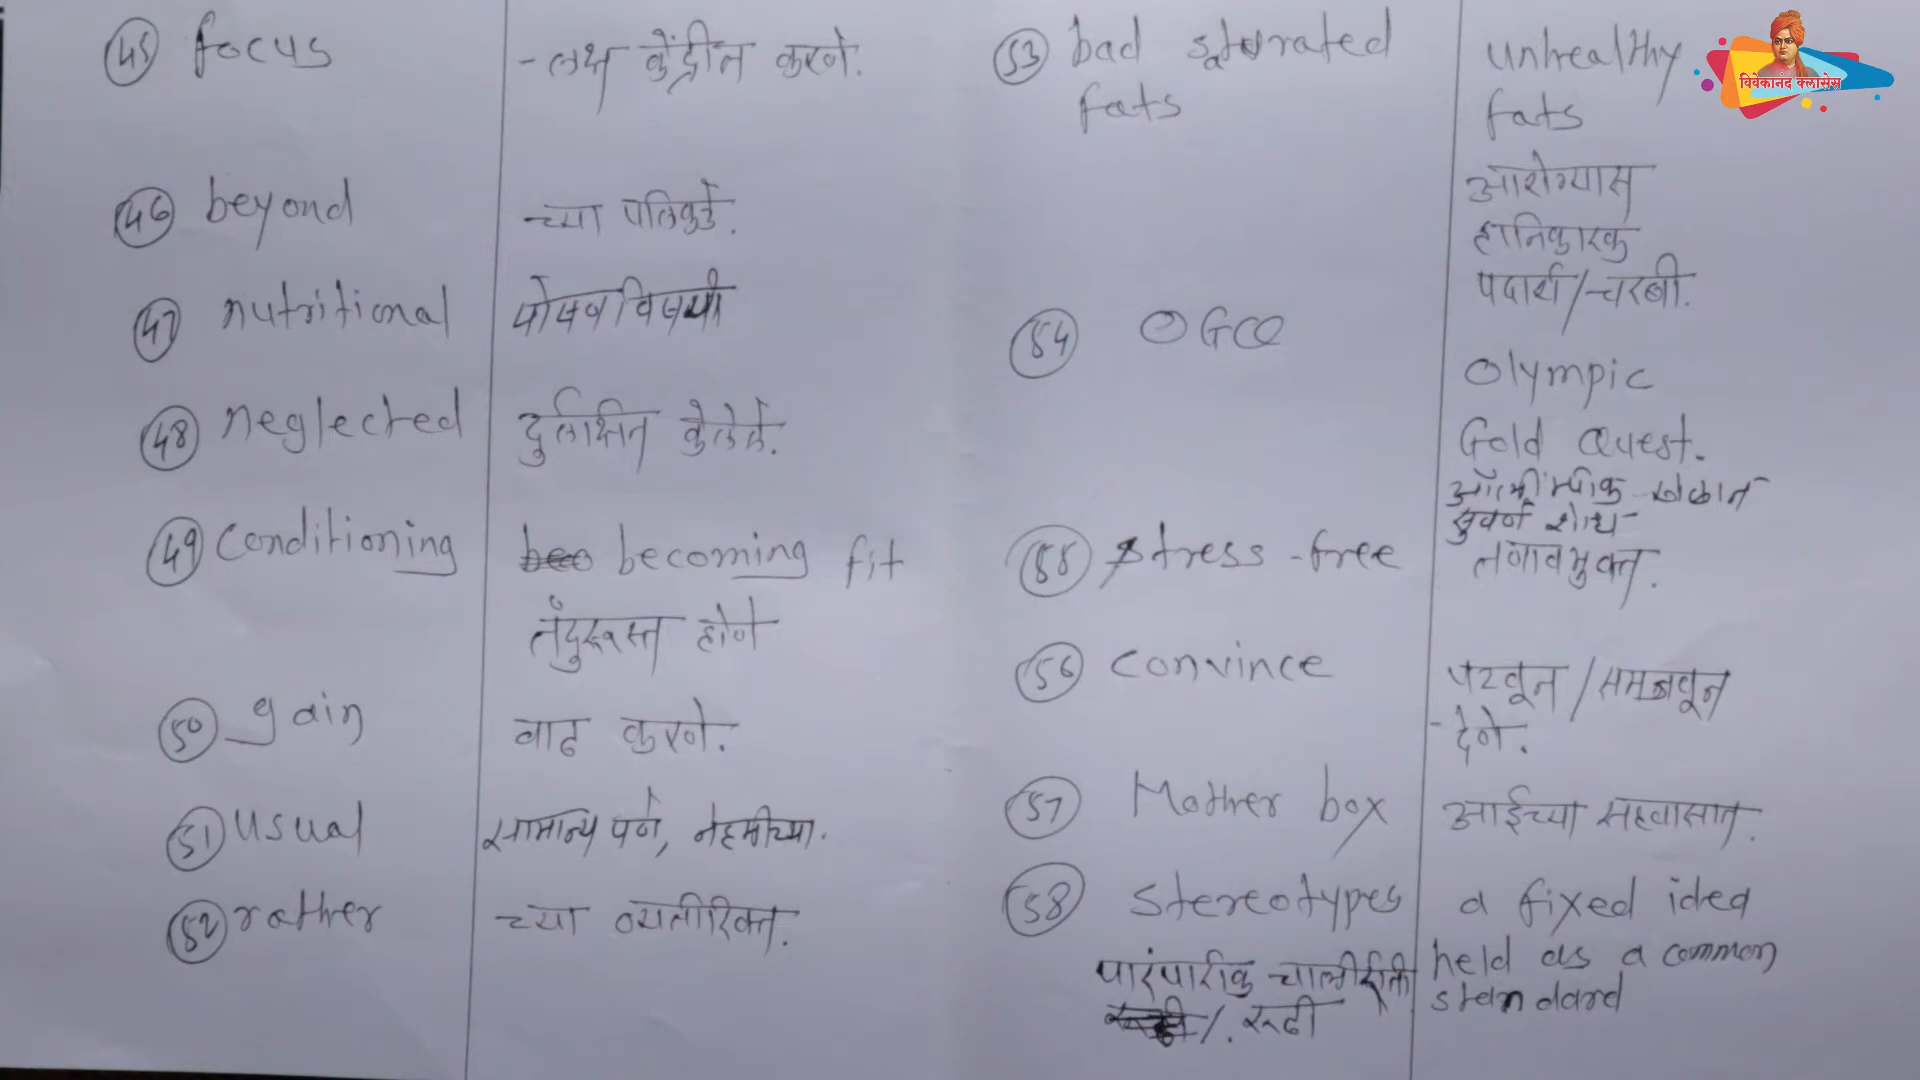 45 focus - लक्ष केंद्रीत करणे.
46 beyond च्या पलिकडे.
47 nutritional पोषणविषयी
48 neglected दुर्लक्षित केलेले.
49 conditioning becoming fit
तंदुरूस्त होणे
50 gain वाढ करणे.
51 usual सामान्य पणे, नेहमीच्या.
52 rather च्या व्यतीरिक्त.
53 bad saturated unhealthy
fats fats
आरोग्यास
हानिकारक
पदार्थ/चरबी.
54 OGQ Olympic
Gold Quest.
ऑलीम्पीक खेळात
सुवर्ण शोध
55 stress-free तणावमुक्त.
56 convince पटवून / समजवून
देणे.
57 Mother box आईच्या सहवासात.
58 Stereotypes a fixed idea
पारंपारीक चालीरीती held as a common
/. रूढी standard
विवेकानंद क्लासेस